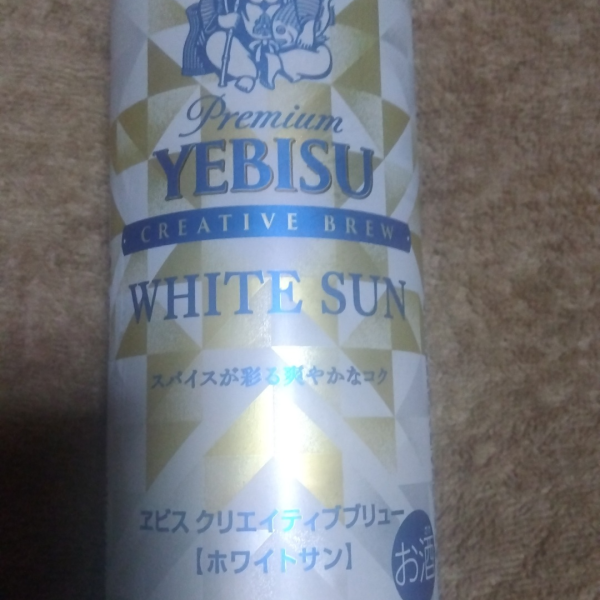 Premium
YEBISU
CREATIVE BREW
WHITE SUN
スパイスが彩る爽やかなコク
ヱビス クリエイティブブリュー
【ホワイトサン】
お酒